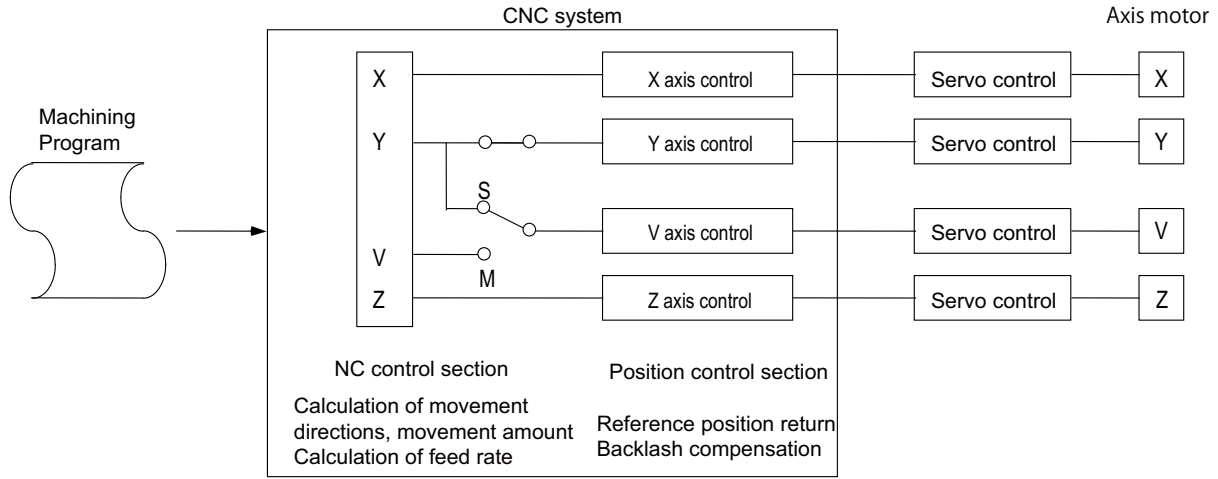 CNC system
Axis motor
Machining
Program
X
X axis control
Servo control
X
Y
Y axis control
Servo control
Y
S
V axis control
Servo control
V
V
M
Z
Z axis control
Servo control
Z
NC control section
Calculation of movement
directions, movement amount
Calculation of feed rate
Position control section
Reference position return
Backlash compensation